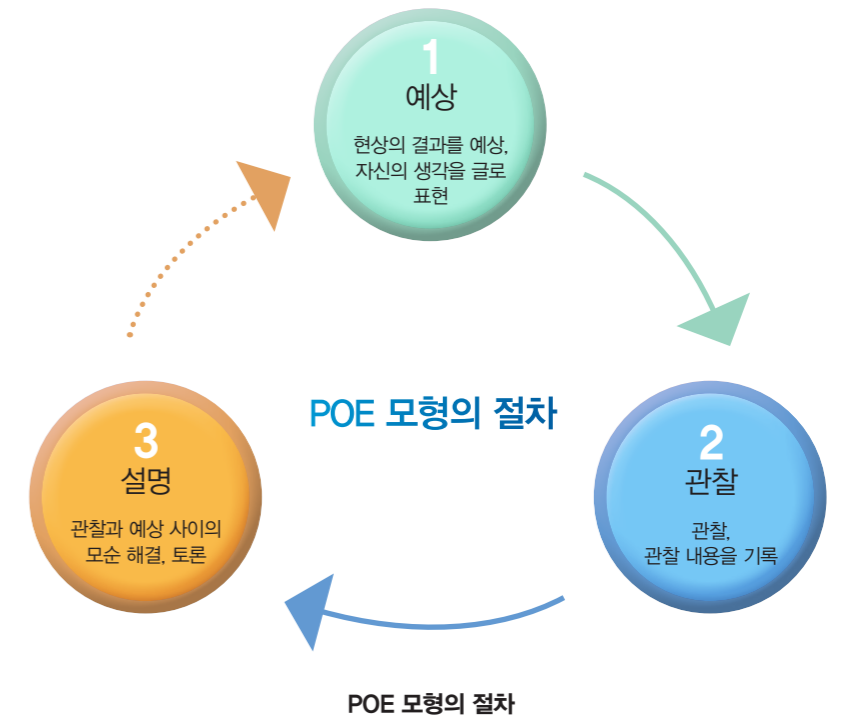 1
예상
현상의 결과를 예상,
자신의 생각을 글로
표현
POE 모형의 절차
2
관찰
관찰,
관찰 내용을 기록
3
설명
관찰과 예상 사이의
모순 해결, 토론
POE 모형의 절차